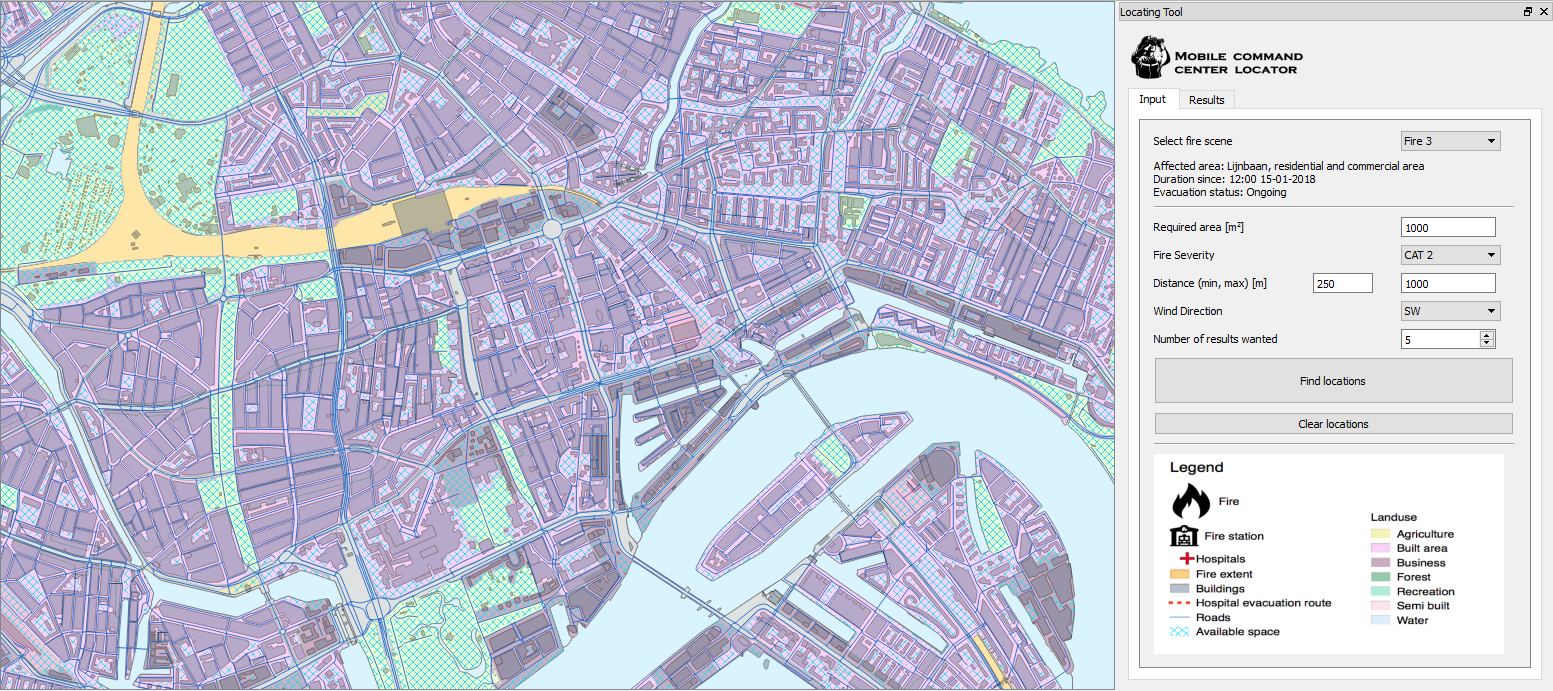 Locating Tool
MOBILE COMMAND
CENTER LOCATOR
Input Results
Select fire scene Fire 3
Affected area: Lijnbaan, residential and commercial area
Duration since: 12:00 15-01-2018
Evacuation status: Ongoing
Required area [m²] 1000
Fire Severity CAT 2
Distance (min, max) [m] 250 1000
Wind Direction SW
Number of results wanted 5
Find locations
Clear locations
Legend
Fire
Fire station
Hospitals
Fire extent
Buildings
Hospital evacuation route
Roads
Available space
Landuse
Agriculture
Built area
Business
Forest
Recreation
Semi built
Water